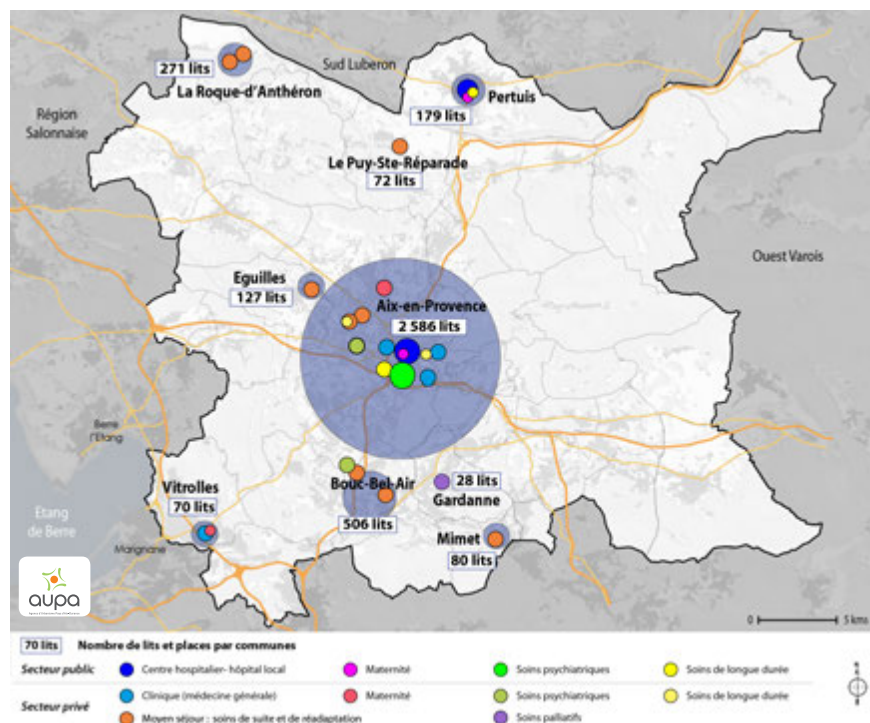 271 lits
Sud Luberon
La Roque-d'Anthéron
Pertuis
179 lits
Région
Salonnaise
Le Puy-Ste-Réparade
72 lits
Ouest Varois
Eguilles
127 lits
Aix-en-Provence
2 586 lits
Berre
l'Etang
Vitrolles
70 lits
Bouc-Bel-Air
28 lits
Gardanne
506 lits
Etang
de Berre
Marignane
Mimet
80 lits
aupa
0 5 kms
70 lits Nombre de lits et places par communes
Secteur public Centre hospitalier- hôpital local Maternité Soins psychiatriques Soins de longue durée
Secteur privé Clinique (médecine générale) Maternité Soins psychiatriques Soins de longue durée
Moyen séjour : soins de suite et de réadaptation Soins palliatifs